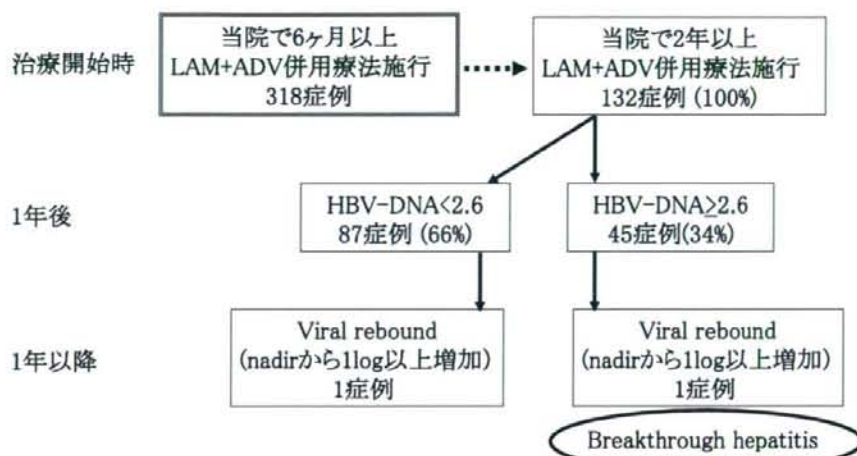 治療開始時
当院で6ヶ月以上
LAM+ADV併用療法施行
318症例
当院で2年以上
LAM+ADV併用療法施行
132症例 (100%)
1年後
HBV-DNA<2.6
87症例 (66%)
HBV-DNA≥2.6
45症例(34%)
1年以降
Viral rebound
(nadirから1log以上増加)
1症例
Viral rebound
(nadirから1log以上増加)
1症例
Breakthrough hepatitis